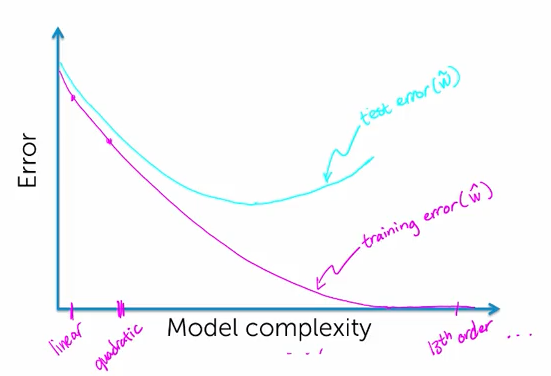 Error
test error(ŵ)
training error(ŵ)
linear
quadratic
Model complexity
13th order
...
...